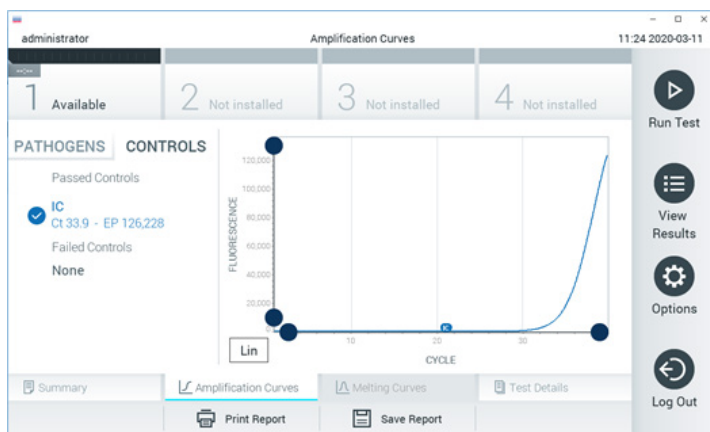 administrator
Amplification Curves
11:24 2020-03-11
--:--
1 Available
2 Not installed
3 Not installed
4 Not installed
Run Test
PATHOGENS
CONTROLS
Passed Controls
IC
Ct 33.9 - EP 126,228
Failed Controls
None
FLUORESCENCE
120,000
100,000
80,000
60,000
40,000
20,000
0
IC
10
20
30
CYCLE
Lin
View
Results
Options
Summary
Amplification Curves
Melting Curves
Test Details
Print Report
Save Report
Log Out